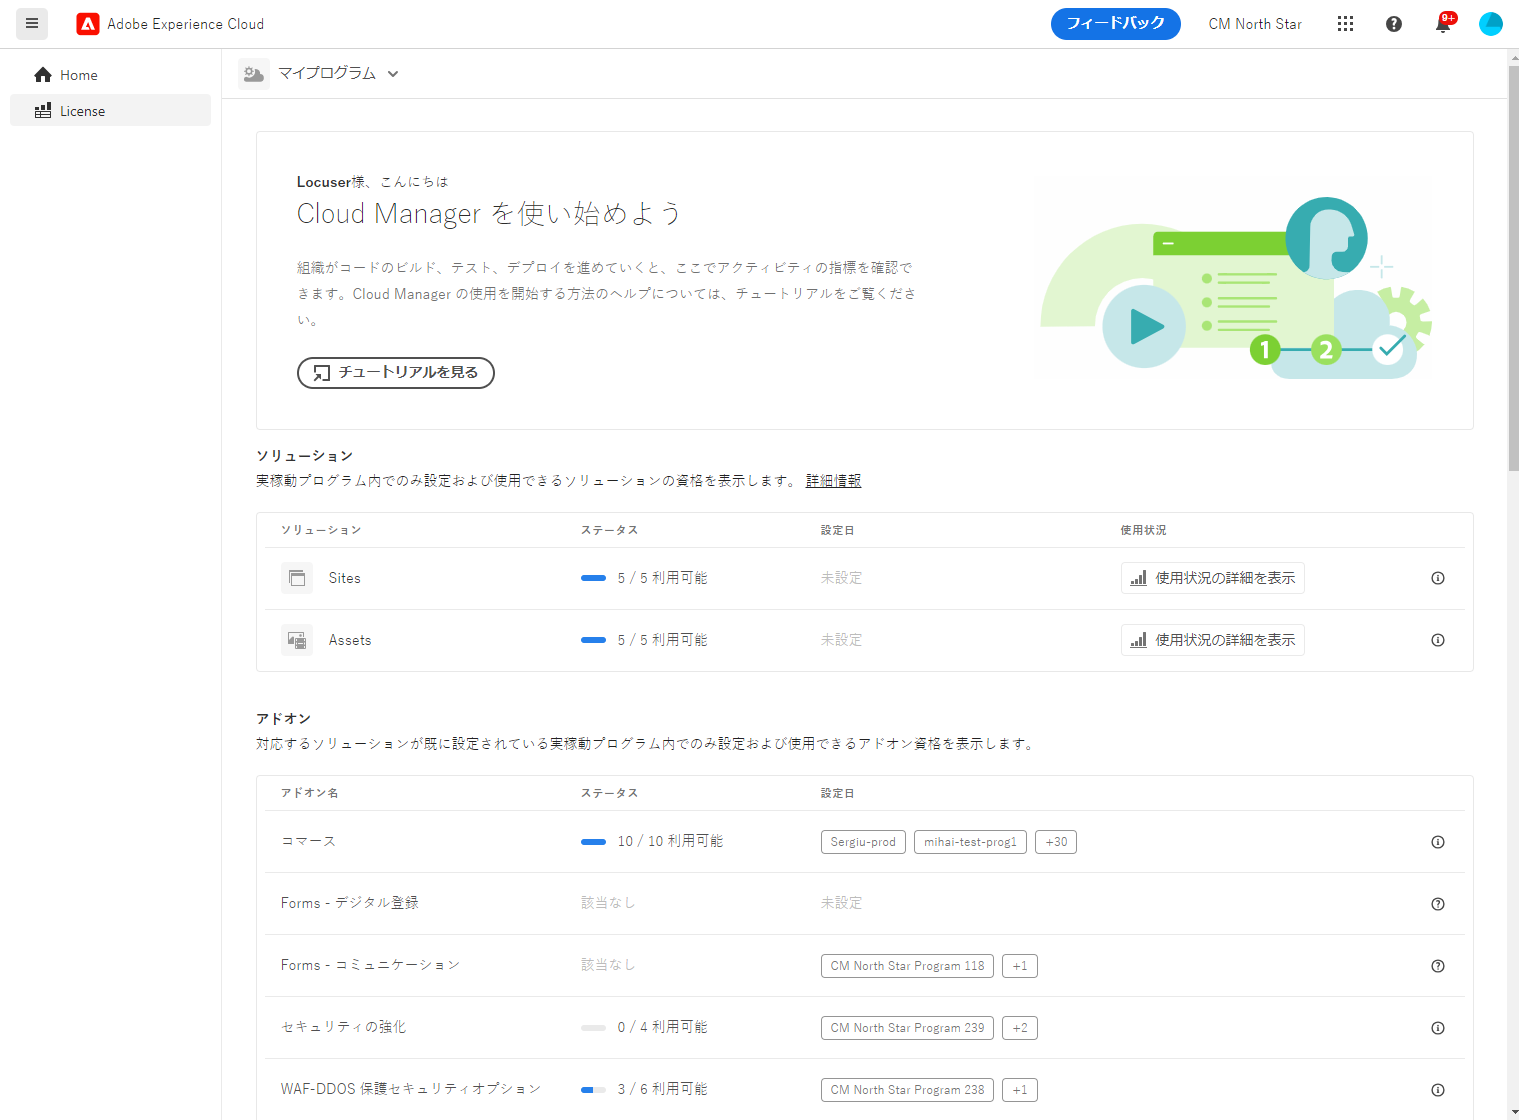 Adobe Experience Cloud
フィードバック
CM North Star
9+
Home
License
マイプログラム
Locuser様、こんにちは
Cloud Manager を使い始めよう
組織がコードのビルド、テスト、デプロイを進めていくと、ここでアクティビティの指標を確認で
きます。Cloud Manager の使用を開始する方法のヘルプについては、チュートリアルをご覧くださ
い。
チュートリアルを見る
1
2
ソリューション
実稼動プログラム内でのみ設定および使用できるソリューションの資格を表示します。 詳細情報
ソリューション ステータス 設定日 使用状況
Sites 5 / 5 利用可能 未設定 使用状況の詳細を表示
Assets 5 / 5 利用可能 未設定 使用状況の詳細を表示
アドオン
対応するソリューションが既に設定されている実稼動プログラム内でのみ設定および使用できるアドオン資格を表示します。
アドオン名 ステータス 設定日
コマース 10 / 10 利用可能 Sergiu-prod mihai-test-prog1 +30
Forms - デジタル登録 該当なし 未設定
Forms - コミュニケーション 該当なし CM North Star Program 118 +1
セキュリティの強化 0 / 4 利用可能 CM North Star Program 239 +2
WAF-DDOS 保護セキュリティオプション 3 / 6 利用可能 CM North Star Program 238 +1